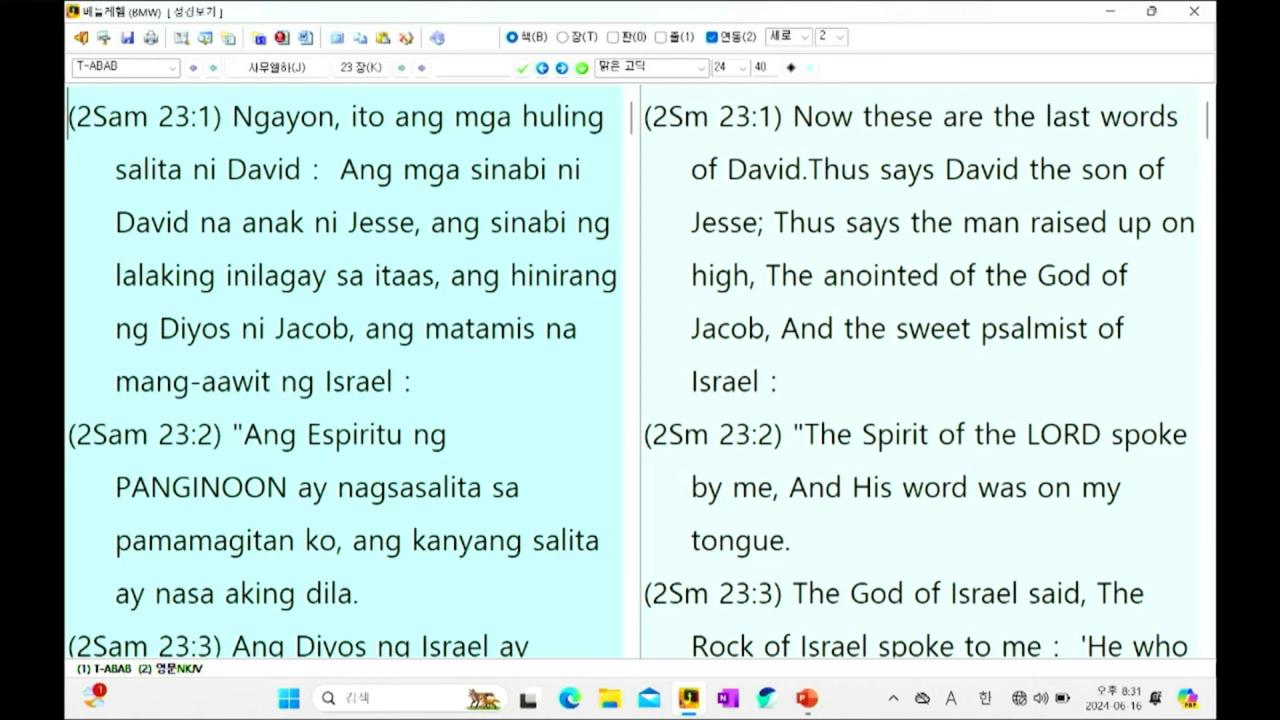 베들레헴 (BMW) [ 성경보기 ]
책(B) 장(T) 판(0) 줄(1) 연동(2) 세로 2
T-ABAB 사무엘하(J) 23 장(K) 맑은 고딕 24 40
(2Sam 23:1) Ngayon, ito ang mga huling
salita ni David : Ang mga sinabi ni
David na anak ni Jesse, ang sinabi ng
lalaking inilagay sa itaas, ang hinirang
ng Diyos ni Jacob, ang matamis na
mang-aawit ng Israel :
(2Sam 23:2) "Ang Espiritu ng
PANGINOON ay nagsasalita sa
pamamagitan ko, ang kanyang salita
ay nasa aking dila.
(2Sam 23:3) Ang Diyos ng Israel ay
(2Sm 23:1) Now these are the last words
of David.Thus says David the son of
Jesse; Thus says the man raised up on
high, The anointed of the God of
Jacob, And the sweet psalmist of
Israel :
(2Sm 23:2) "The Spirit of the LORD spoke
by me, And His word was on my
tongue.
(2Sm 23:3) The God of Israel said, The
Rock of Israel spoke to me : 'He who
(1) T-ABAB (2) 영문NKJV
1 검색 A 한 오후 8:31
2024-06-16